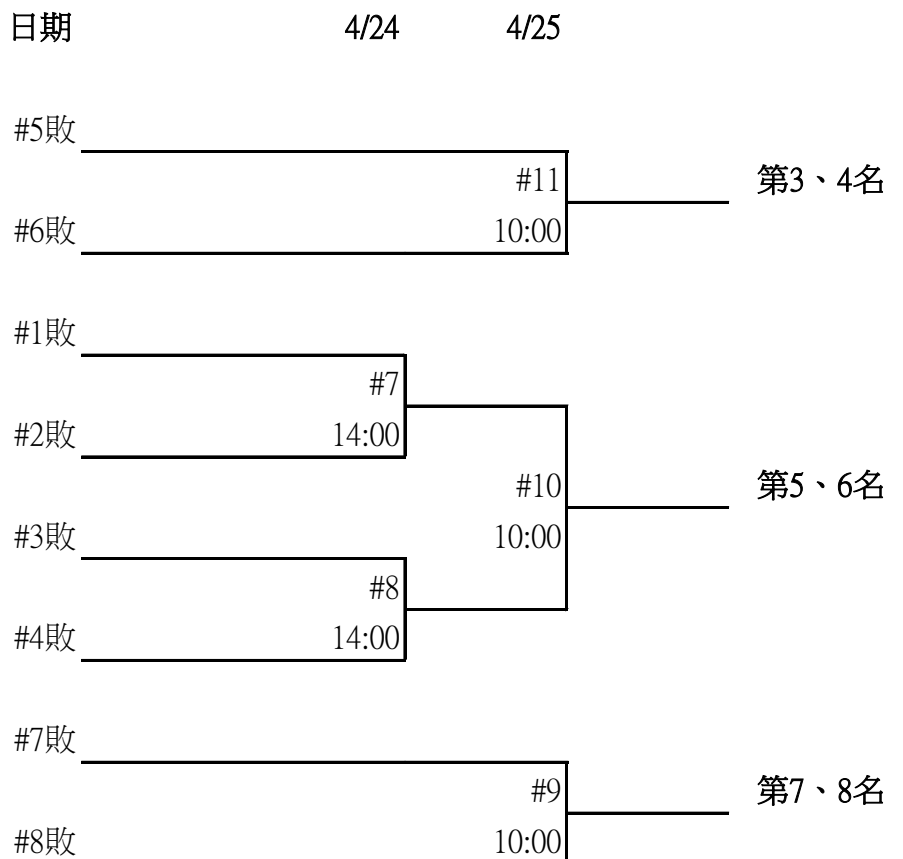 日期 4/24 4/25
#5敗
#11 第3、4名
#6敗 10:00
#1敗
#7
#2敗 14:00
#10 第5、6名
#3敗 10:00
#8
#4敗 14:00
#7敗
#9 第7、8名
#8敗 10:00